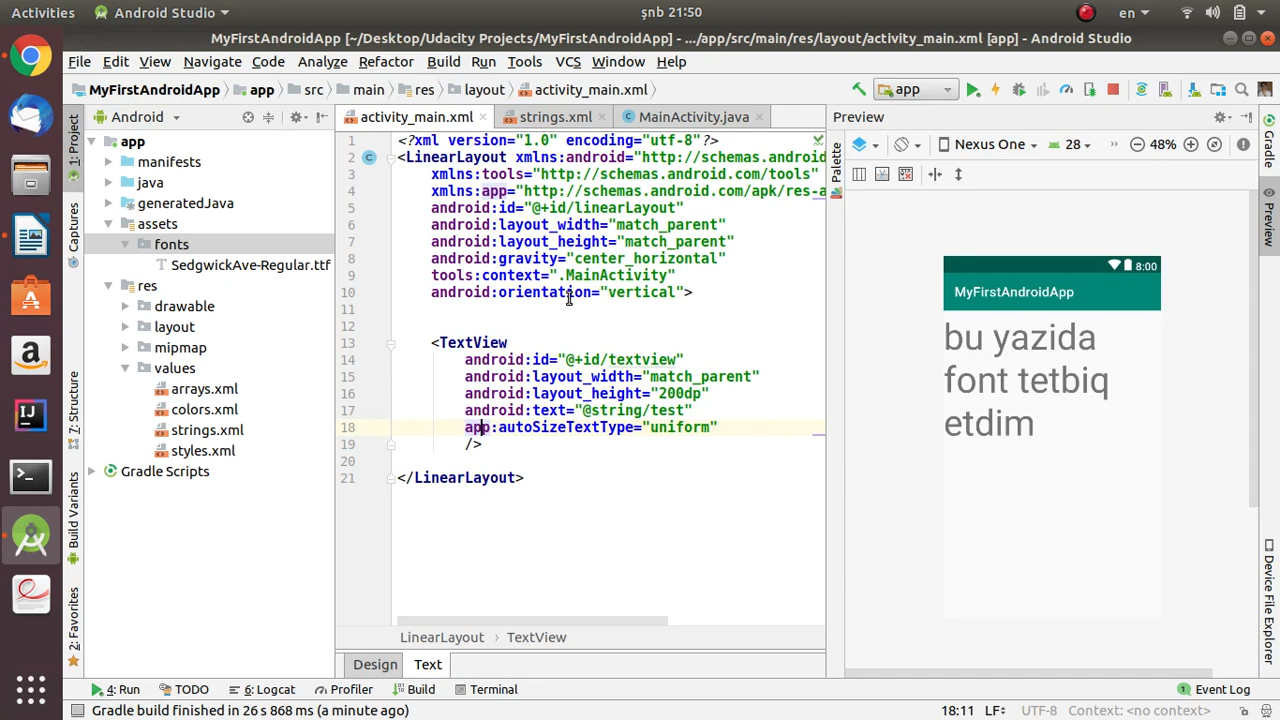 Activities
Android Studio
şnb 21:50
en
MyFirstAndroidApp [~/Desktop/Udacity Projects/MyFirstAndroidApp] - .../app/src/main/res/layout/activity_main.xml [app] - Android Studio
File Edit View Navigate Code Analyze Refactor Build Run Tools VCS Window Help
MyFirstAndroidApp app src main res layout activity_main.xml
app
Android
activity_main.xml
strings.xml
MainActivity.java
Preview
1: Project
Captures
7: Structure
Build Variants
2: Favorites
app
manifests
java
generatedJava
assets
fonts
SedgwickAve-Regular.ttf
res
drawable
layout
mipmap
values
arrays.xml
colors.xml
strings.xml
styles.xml
Gradle Scripts
1 <?xml version="1.0" encoding="utf-8"?>
2 <LinearLayout xmlns:android="http://schemas.android
3 xmlns:tools="http://schemas.android.com/tools"
4 xmlns:app="http://schemas.android.com/apk/res-a
5 android:id="@+id/linearLayout"
6 android:layout_width="match_parent"
7 android:layout_height="match_parent"
8 android:gravity="center_horizontal"
9 tools:context=".MainActivity"
10 android:orientation="vertical">
11
12
13 <TextView
14 android:id="@+id/textview"
15 android:layout_width="match_parent"
16 android:layout_height="200dp"
17 android:text="@string/test"
18 app:autoSizeTextType="uniform"
19 />
20
21 </LinearLayout>
LinearLayout TextView
Design Text
Palette
Nexus One 28 48%
8:00
MyFirstAndroidApp
bu yazida
font tetbiq
etdim
Gradle
Preview
Device File Explorer
4: Run TODO 6: Logcat Profiler Build Terminal
1 Event Log
Gradle build finished in 26 s 868 ms (a minute ago)
18:11 LF UTF-8 Context: <no context>